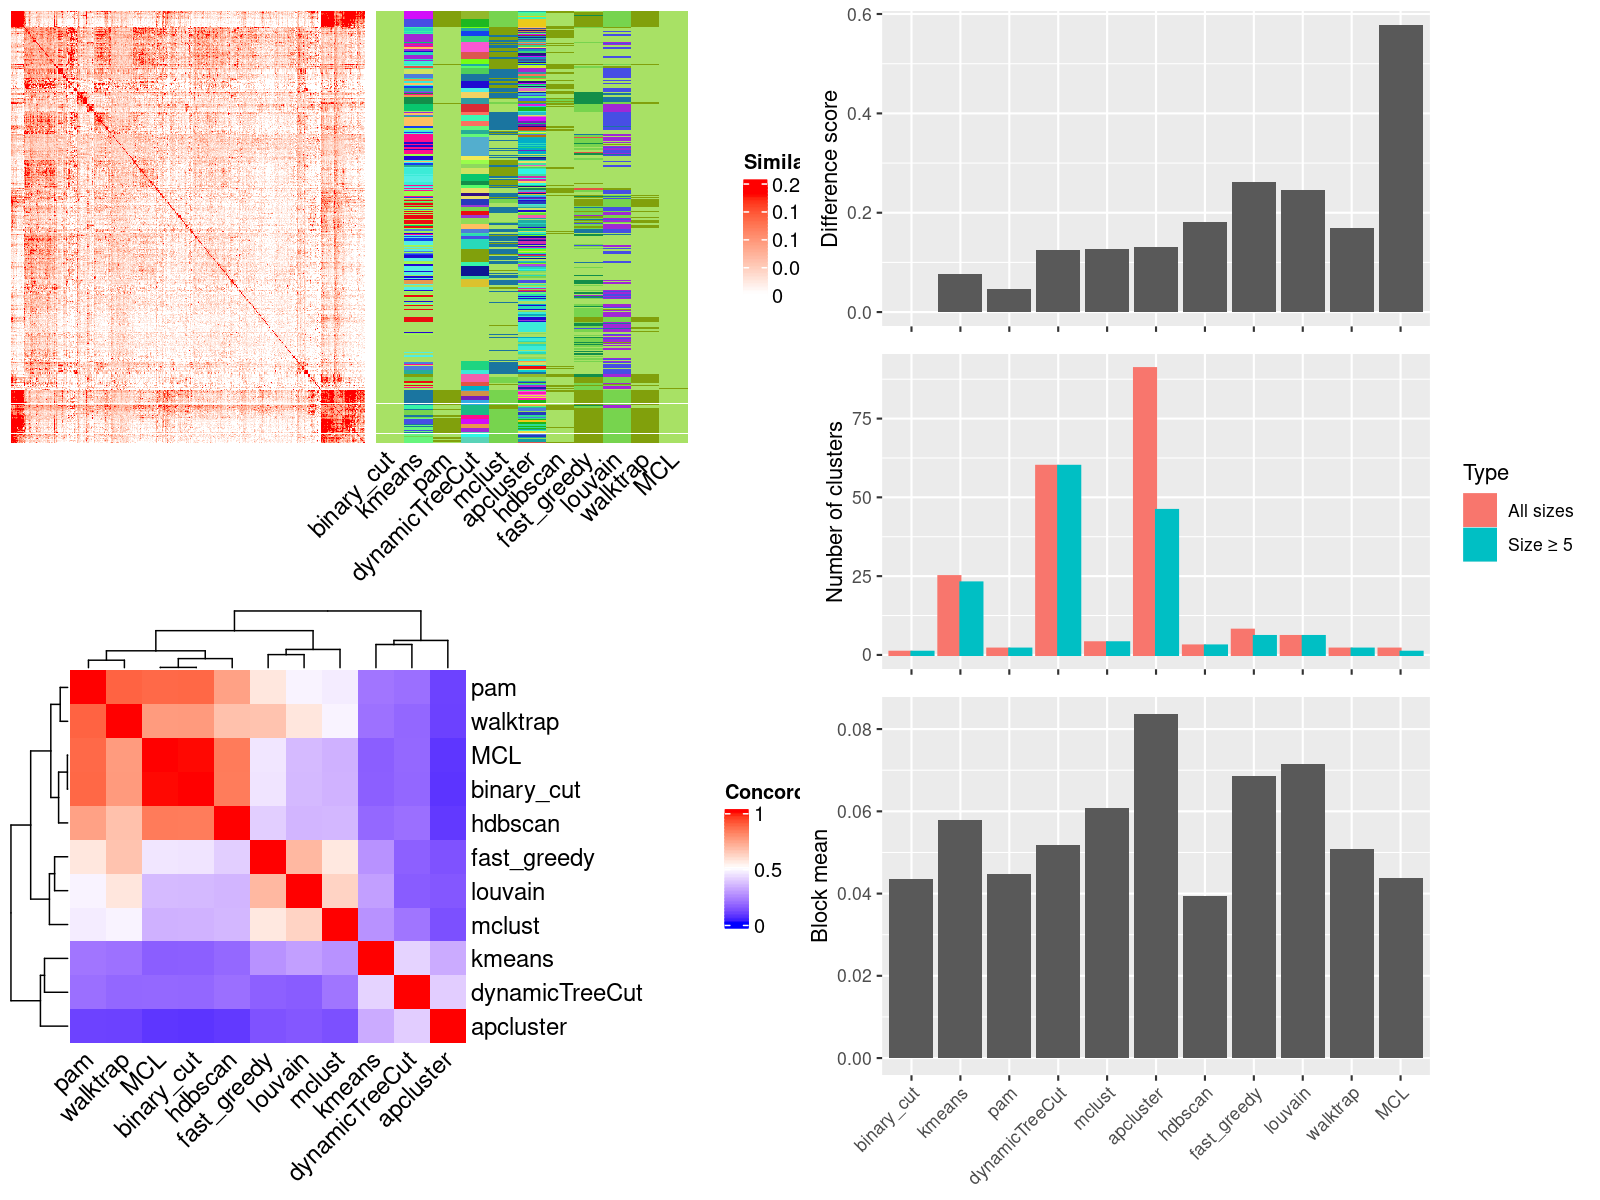 Simila
0.2
0.1
0.1
0.0
0
binary_cut
kmeans
pam
dynamicTreeCut
mclust
apcluster
hdbscan
fast_greedy
louvain
walktrap
MCL
pam
walktrap
MCL
binary_cut
hdbscan
fast_greedy
louvain
mclust
kmeans
dynamicTreeCut
apcluster
pam
walktrap
MCL
binary_cut
hdbscan
fast_greedy
louvain
mclust
kmeans
dynamicTreeCut
apcluster
Concord
1
0.5
0
Difference score
0.6
0.4
0.2
0.0
Number of clusters
75
50
25
0
Type
All sizes
Size ≥ 5
Block mean
0.08
0.06
0.04
0.02
0.00
binary_cut
kmeans
pam
dynamicTreeCut
mclust
apcluster
hdbscan
fast_greedy
louvain
walktrap
MCL